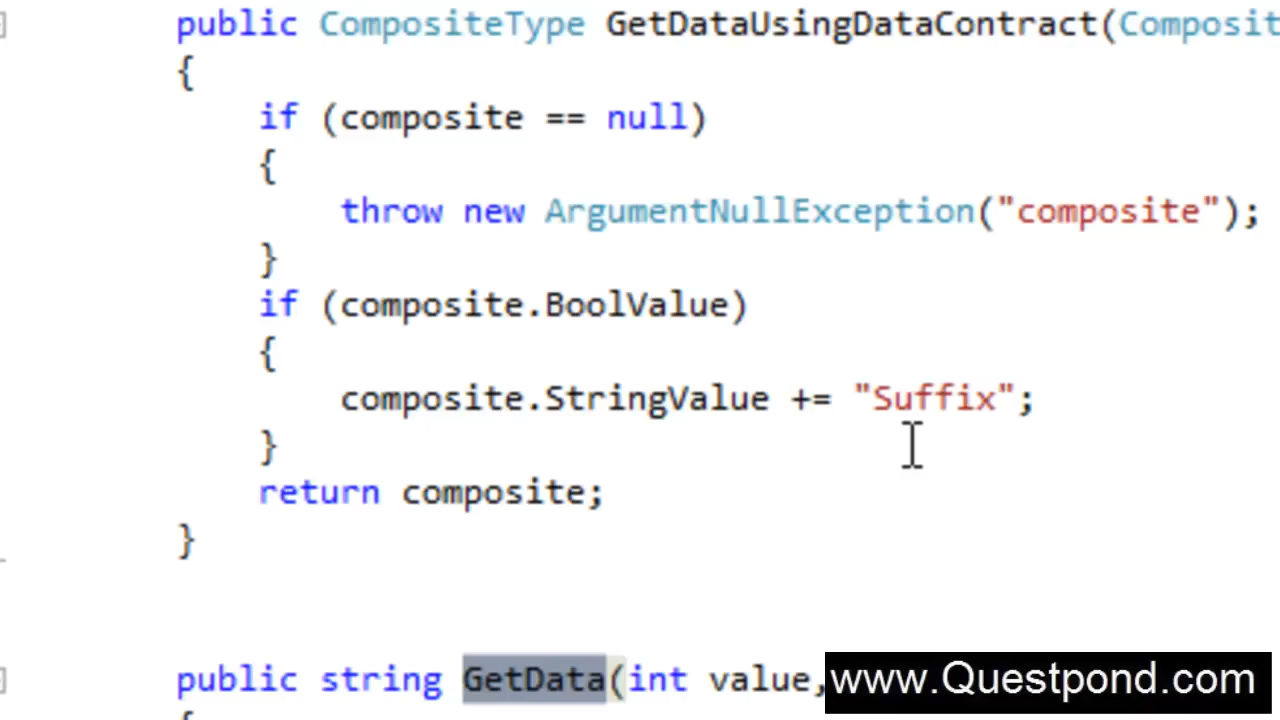 public CompositeType GetDataUsingDataContract(Composit
{
if (composite == null)
{
throw new ArgumentNullException("composite");
}
if (composite.BoolValue)
{
composite.StringValue += "Suffix";
}
return composite;
}
public string GetData(int value,
www.Questpond.com
{